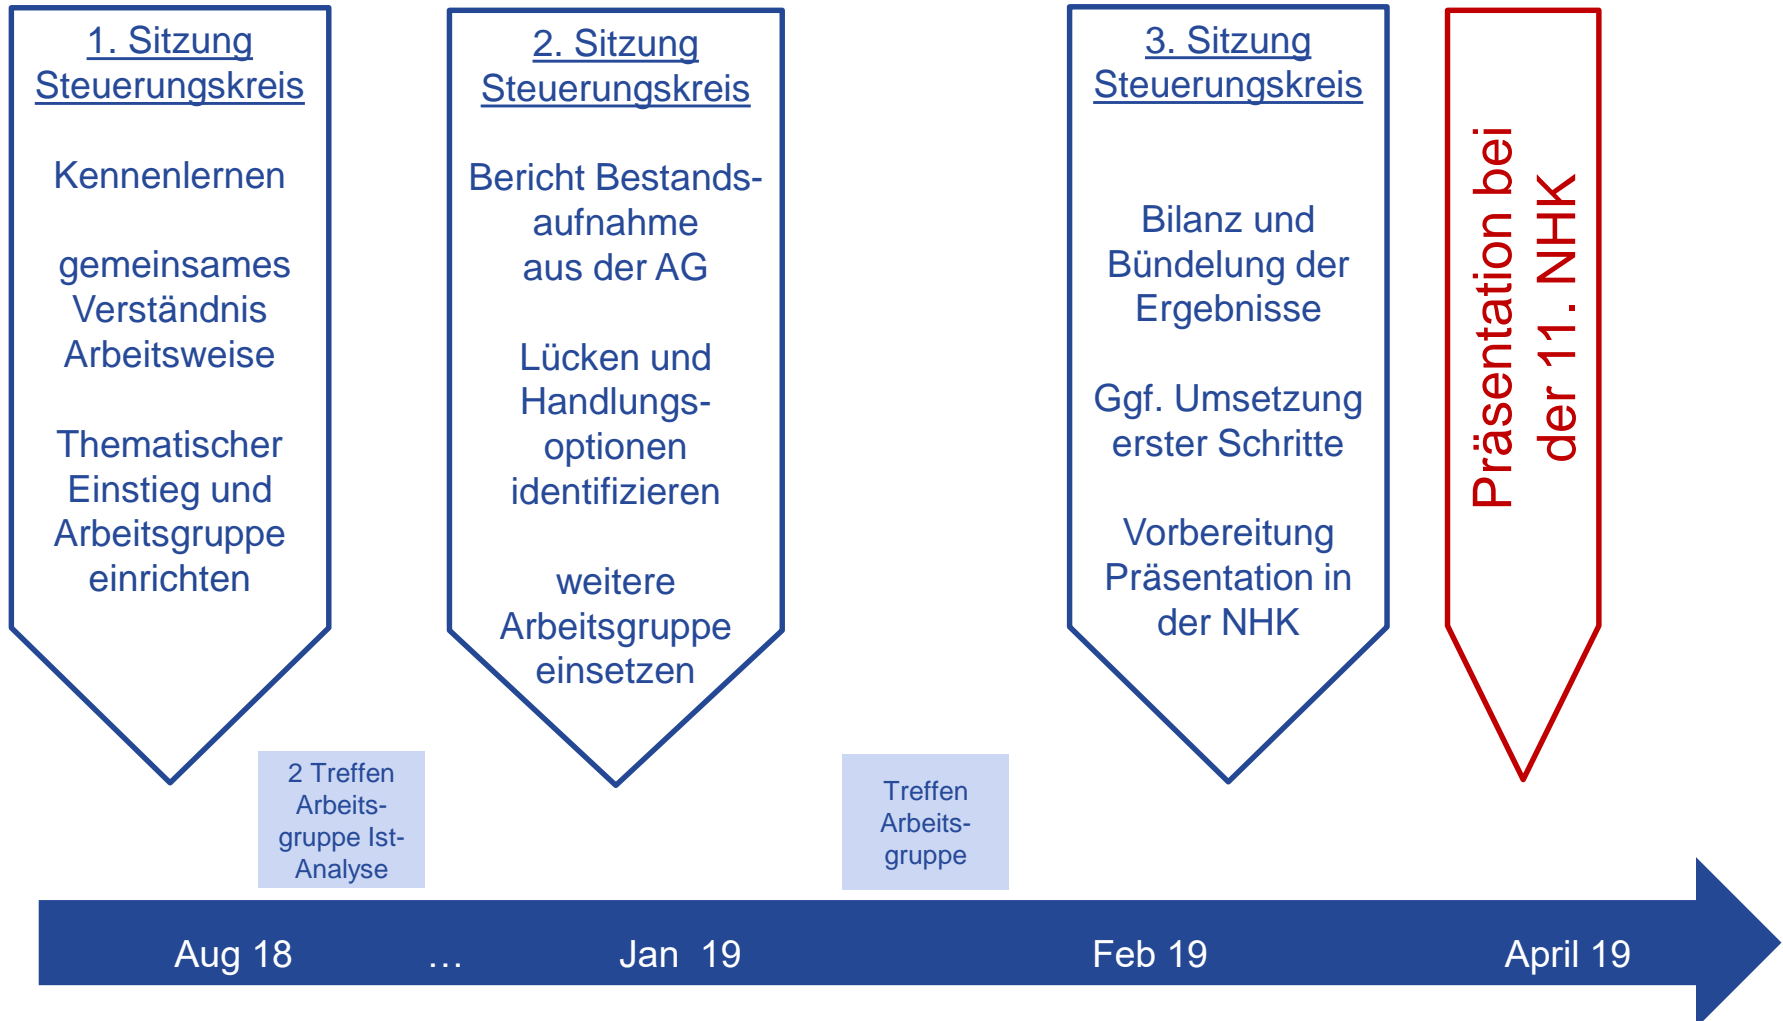 1. Sitzung
Steuerungskreis
Kennenlernen
gemeinsames
Verständnis
Arbeitsweise
Thematischer
Einstieg und
Arbeitsgruppe
einrichten
2. Sitzung
Steuerungskreis
Bericht Bestands-
aufnahme
aus der AG
Lücken und
Handlungs-
optionen
identifizieren
weitere
Arbeitsgruppe
einsetzen
3. Sitzung
Steuerungskreis
Bilanz und
Bündelung der
Ergebnisse
Ggf. Umsetzung
erster Schritte
Vorbereitung
Präsentation in
der NHK
Präsentation bei
der 11. NHK
2 Treffen
Arbeits-
gruppe Ist-
Analyse
Treffen
Arbeits-
gruppe
Aug 18 … Jan 19 Feb 19 April 19